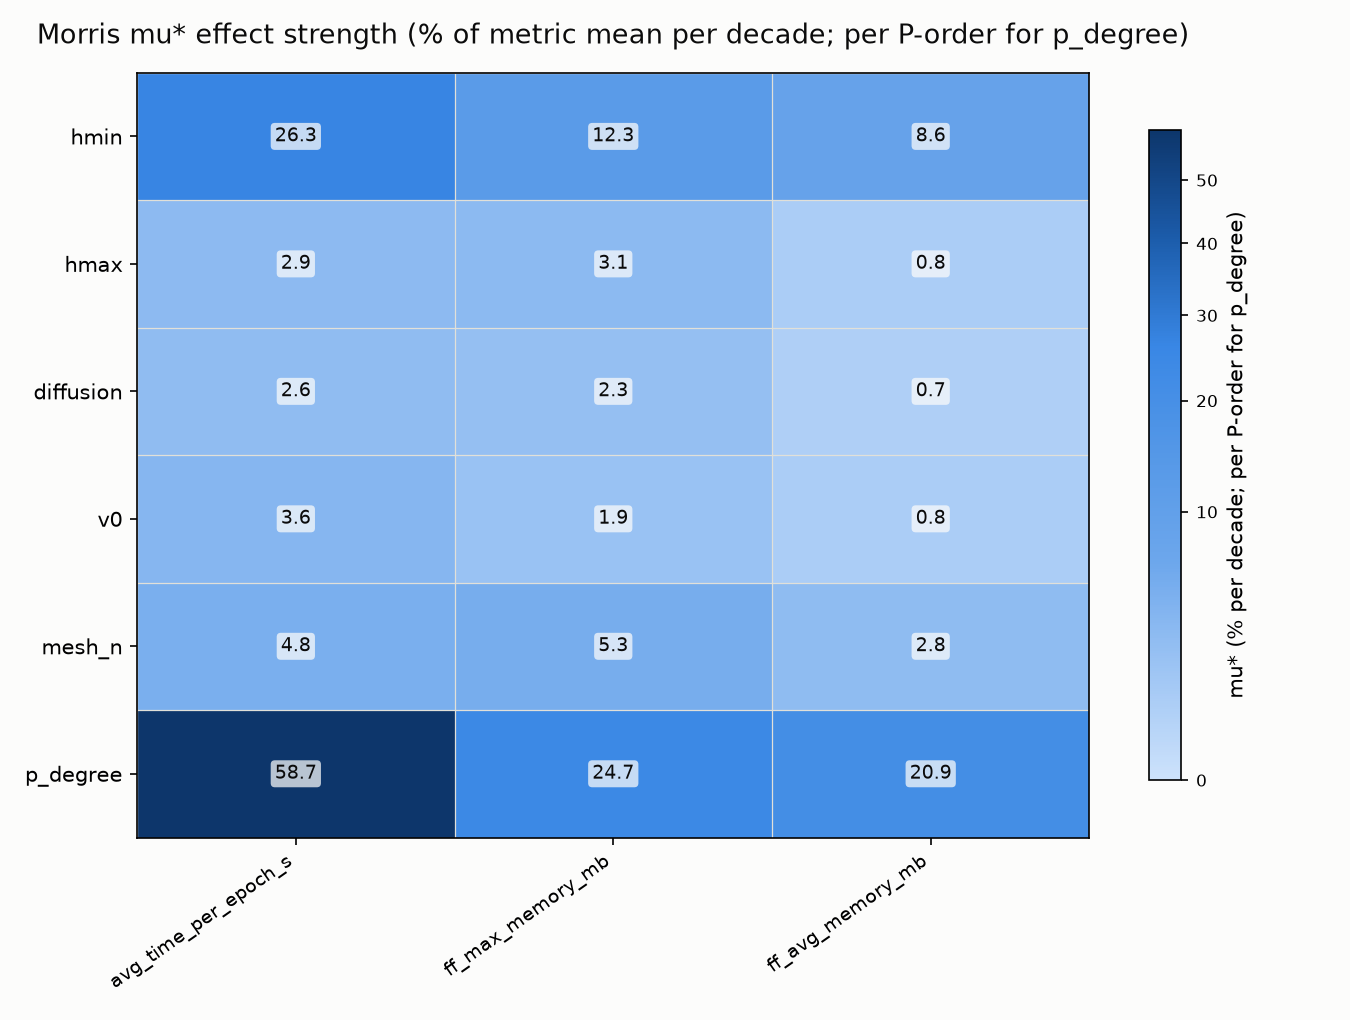 Morris mu* effect strength (% of metric mean per decade; per P-order for p_degree)
hmin 26.3 12.3 8.6
hmax 2.9 3.1 0.8
diffusion 2.6 2.3 0.7
v0 3.6 1.9 0.8
mesh_n 4.8 5.3 2.8
p_degree 58.7 24.7 20.9
avg_time_per_epoch_s
ff_max_memory_mb
ff_avg_memory_mb
50
40
30
20
10
0
mu* (% per decade; per P-order for p_degree)